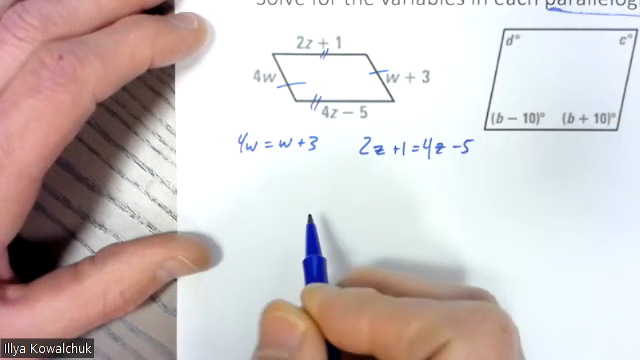 Solve for the variables in each
2z + 1
4w
w + 3
4z − 5
d°
c°
(b − 10)°
(b + 10)°
4w = w + 3
2z + 1 = 4z − 5
Illya Kowalchuk